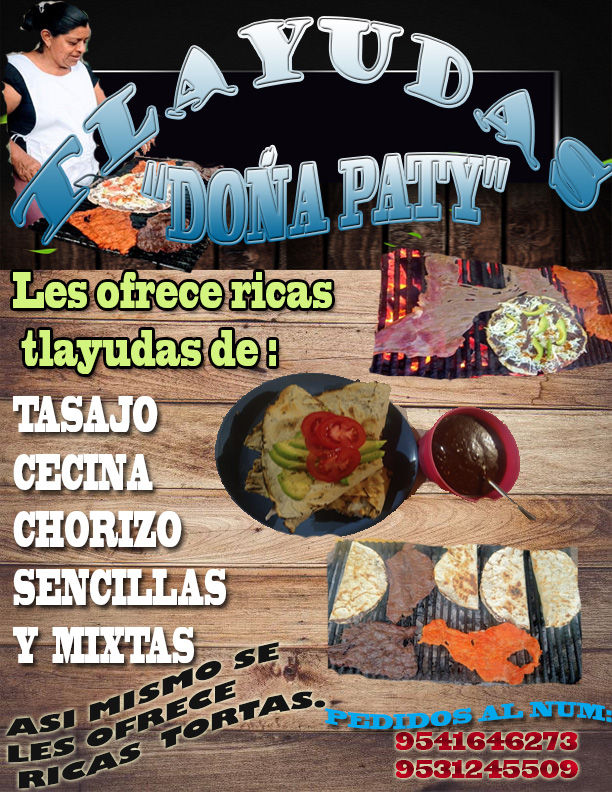 TLAYUDAS
"DOÑA PATY"
Les ofrece ricas
tlayudas de :
TASAJO
CECINA
CHORIZO
SENCILLAS
Y MIXTAS
ASI MISMO SE
LES OFRECE
RICAS TORTAS.
PEDIDOS AL NUM:
9541646273
9531245509